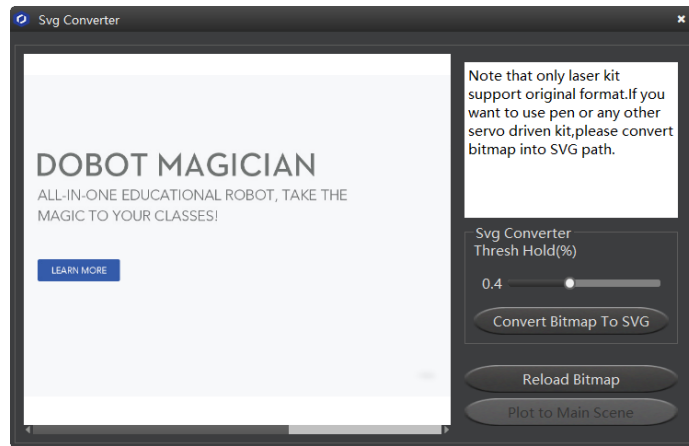 Svg Converter
DOBOT MAGICIAN
ALL-IN-ONE EDUCATIONAL ROBOT, TAKE THE
MAGIC TO YOUR CLASSES!
LEARN MORE
Note that only laser kit
support original format.If you
want to use pen or any other
servo driven kit,please convert
bitmap into SVG path.
Svg Converter
Thresh Hold(%)
0.4
Convert Bitmap To SVG
Reload Bitmap
Plot to Main Scene